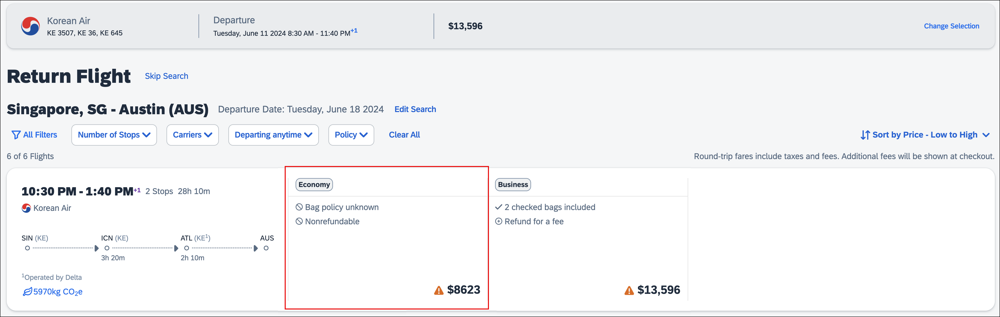 Korean Air
KE 3507, KE 36, KE 645
Departure
Tuesday, June 11 2024 8:30 AM - 11:40 PM+1
$13,596
Change Selection
Return Flight
Skip Search
Singapore, SG - Austin (AUS)
Departure Date: Tuesday, June 18 2024
Edit Search
All Filters
Number of Stops
Carriers
Departing anytime
Policy
Clear All
Sort by Price - Low to High
6 of 6 Flights
Round-trip fares include taxes and fees. Additional fees will be shown at checkout.
10:30 PM - 1:40 PM+1 2 Stops 28h 10m
Korean Air
SIN (KE)
ICN (KE)
ATL (KE¹)
AUS
3h 20m
2h 10m
¹Operated by Delta
5970kg CO₂e
Economy
Bag policy unknown
Nonrefundable
$8623
Business
2 checked bags included
Refund for a fee
$13,596